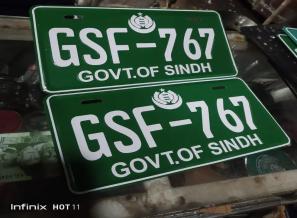 GSF-767
GOVT.OF SINDH
GSF-767
GOVT.OF SINDH
Infinix HOT 11